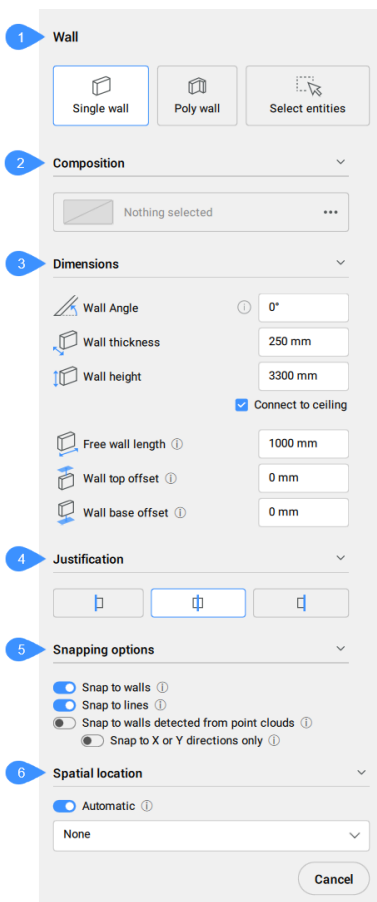 1 Wall
Single wall Poly wall Select entities
2 Composition
Nothing selected
3 Dimensions
Wall Angle 0°
Wall thickness 250 mm
Wall height 3300 mm
Connect to ceiling
Free wall length 1000 mm
Wall top offset 0 mm
Wall base offset 0 mm
4 Justification
5 Snapping options
Snap to walls
Snap to lines
Snap to walls detected from point clouds
Snap to X or Y directions only
6 Spatial location
Automatic
None
Cancel